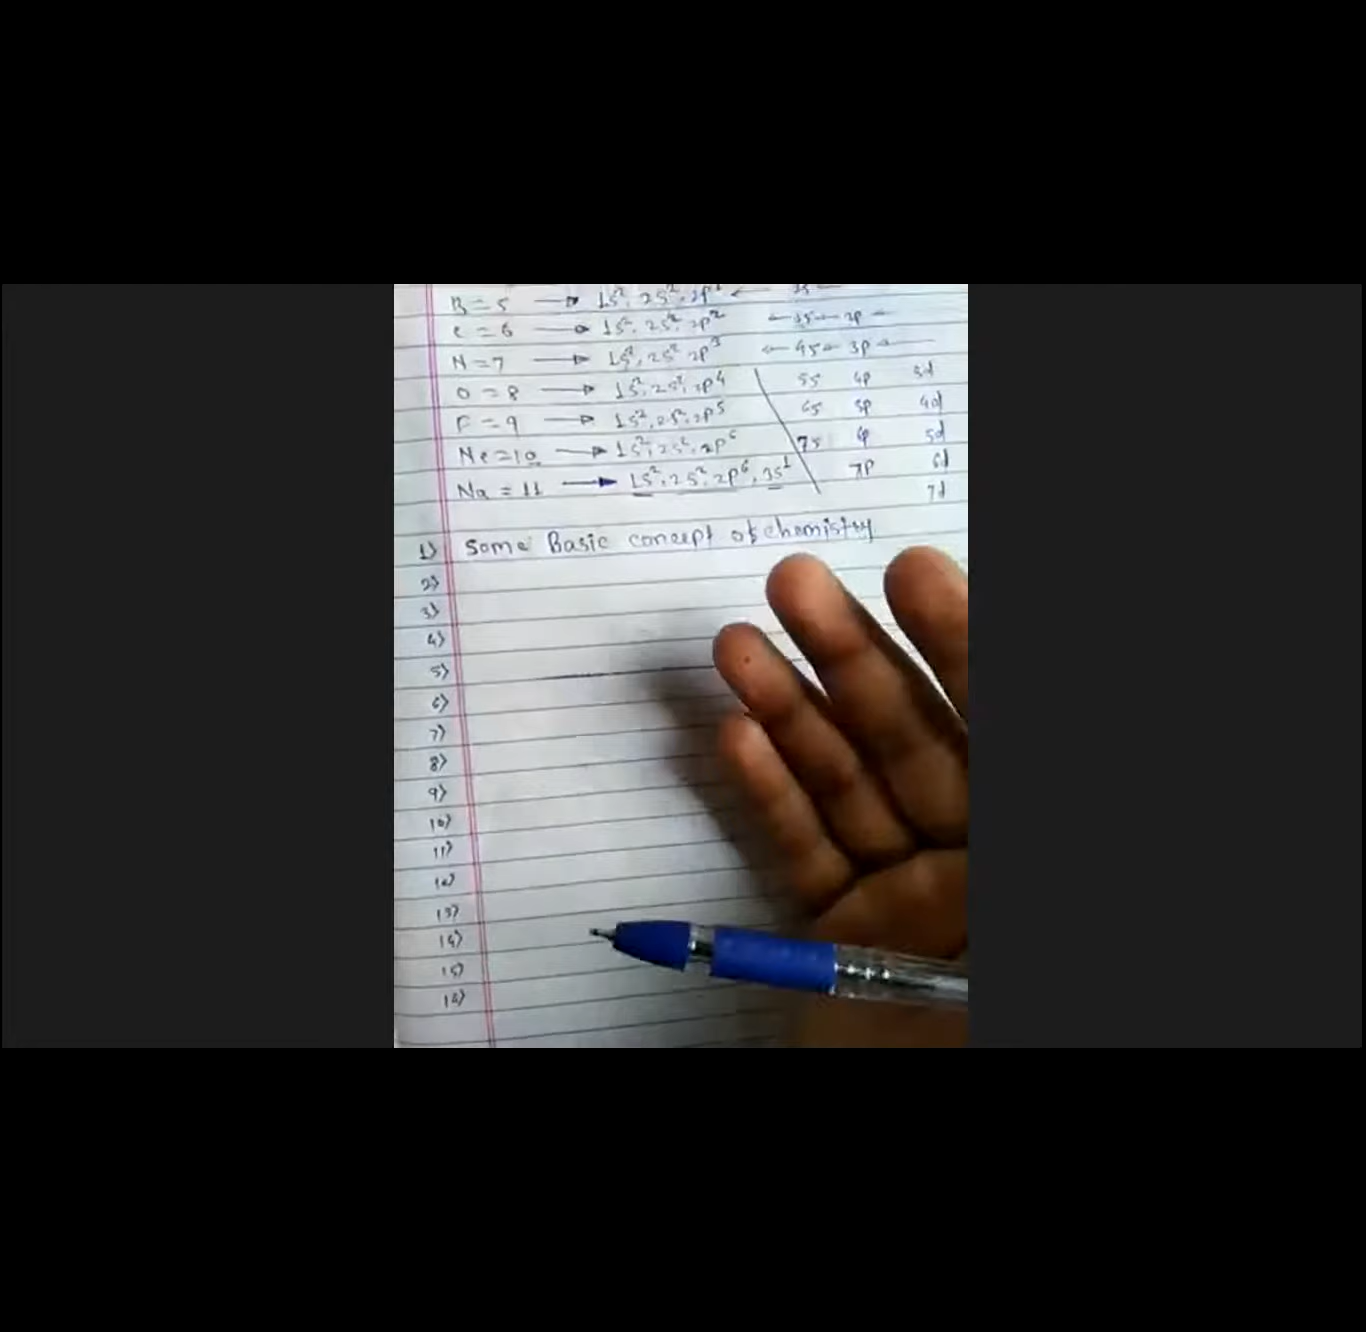 B = 5 → 1s², 2s², 2p¹ ←
C = 6 → 1s², 2s², 2p² ← 3s ← 2p ←
N = 7 → 1s², 2s² 2p³ ← 4s ← 3p ←
O = 8 → 1s², 2s², 2p⁴ 5s 4p 3d
F = 9 → 1s², 2s², 2p⁵ 6s 5p 4d
Ne = 10 → 1s², 2s², 2p⁶ 7s 6p 5d
Na = 11 → 1s², 2s², 2p⁶, 3s¹ 7p 6d
7d
1) Some Basic concept of chemistry
2)
3)
4)
5)
6)
7)
8)
9)
10)
11)
12)
13)
14)
15)
16)